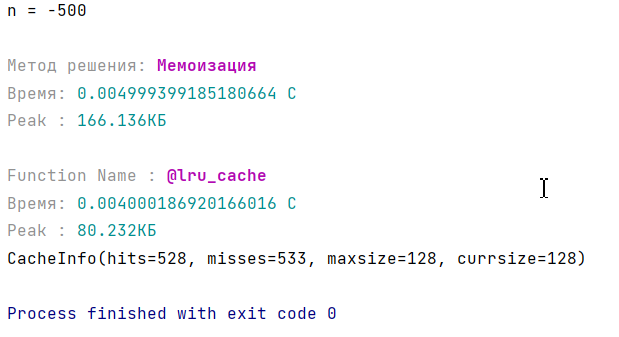 n = -500
Метод решения: Мемоизация
Время: 0.004999399185180664 С
Peak : 166.136КБ
Function Name : @lru_cache
Время: 0.004000186920166016 С
Peak : 80.232КБ
CacheInfo(hits=528, misses=533, maxsize=128, currsize=128)
Process finished with exit code 0